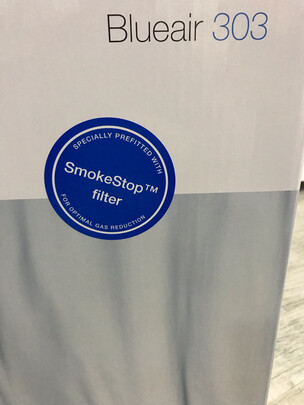 Blueair 303
SPECIALLY PREFITTED WITH
SmokeStop™
filter
FOR OPTIMAL GAS REDUCTION